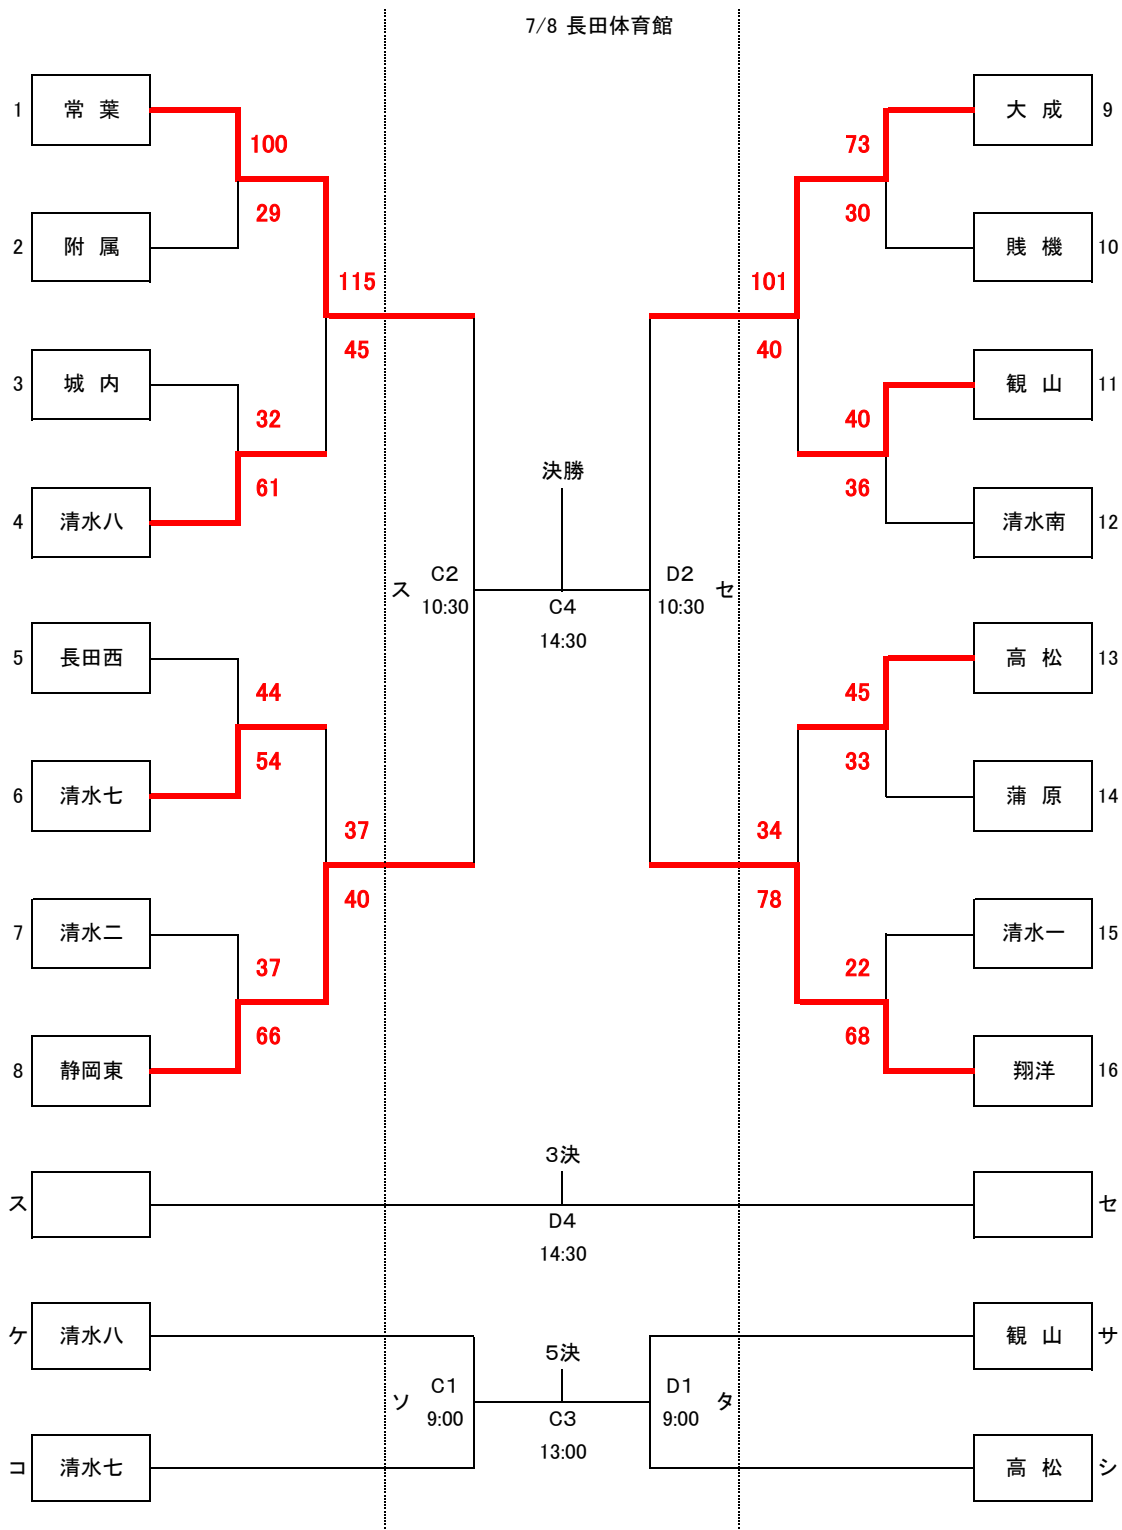 7/8 長田体育館
1 常 葉
100
29
2 附 属
115
45
3 城 内
32
61
4 清水八
5 長田西
44
54
6 清水七
37
40
7 清水二
37
66
8 静岡東
ス C2
10:30
決勝
C4
14:30
D2 セ
10:30
大 成 9
73
30
賎 機 10
101
40
観 山 11
40
36
清水南 12
高 松 13
45
33
蒲 原 14
34
78
清水一 15
22
68
翔洋 16
ス
3決
D4
14:30
セ
ケ 清水八
コ 清水七
ソ C1
9:00
5決
C3
13:00
D1 タ
9:00
観 山 サ
高 松 シ